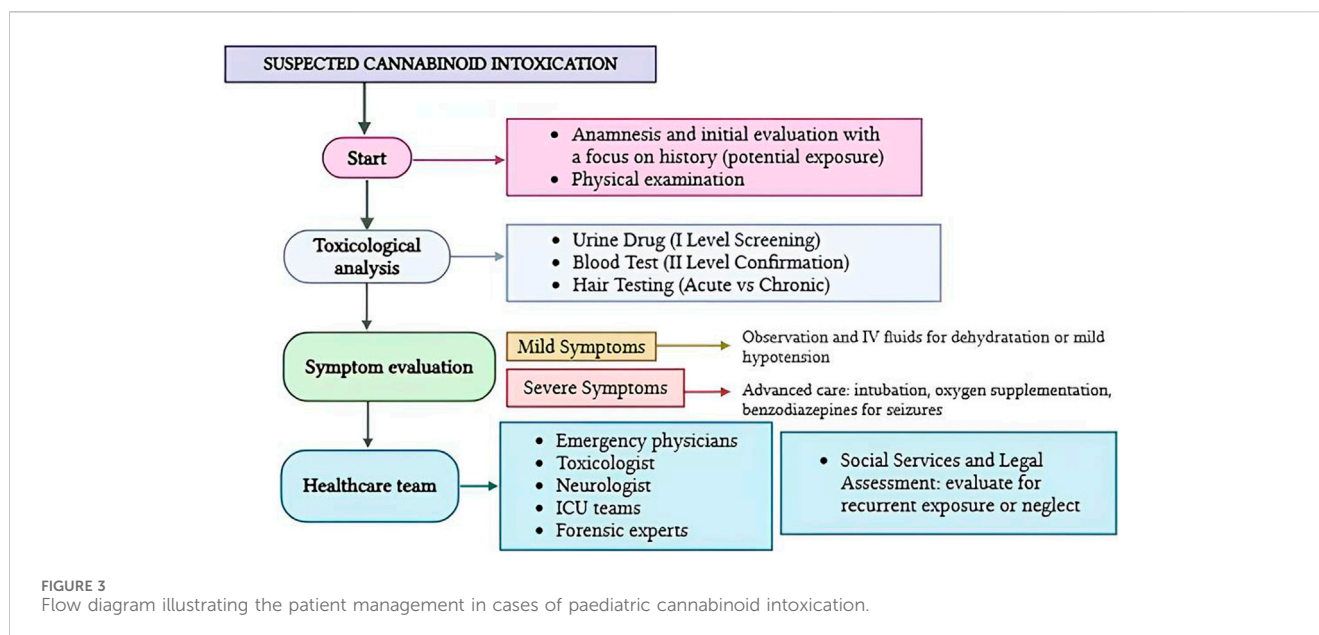 SUSPECTED CANNABINOID INTOXICATION
Start
• Anamnesis and initial evaluation with
a focus on history (potential exposure)
• Physical examination
Toxicological
analysis
• Urine Drug (I Level Screening)
• Blood Test (II Level Confirmation)
• Hair Testing (Acute vs Chronic)
Symptom evaluation
Mild Symptoms
Observation and IV fluids for dehydratation or mild
hypotension
Severe Symptoms
Advanced care: intubation, oxygen supplementation,
benzodiazepines for seizures
Healthcare team
• Emergency physicians
• Toxicologist
• Neurologist
• ICU teams
• Forensic experts
• Social Services and Legal
Assessment: evaluate for
recurrent exposure or neglect
FIGURE 3
Flow diagram illustrating the patient management in cases of paediatric cannabinoid intoxication.